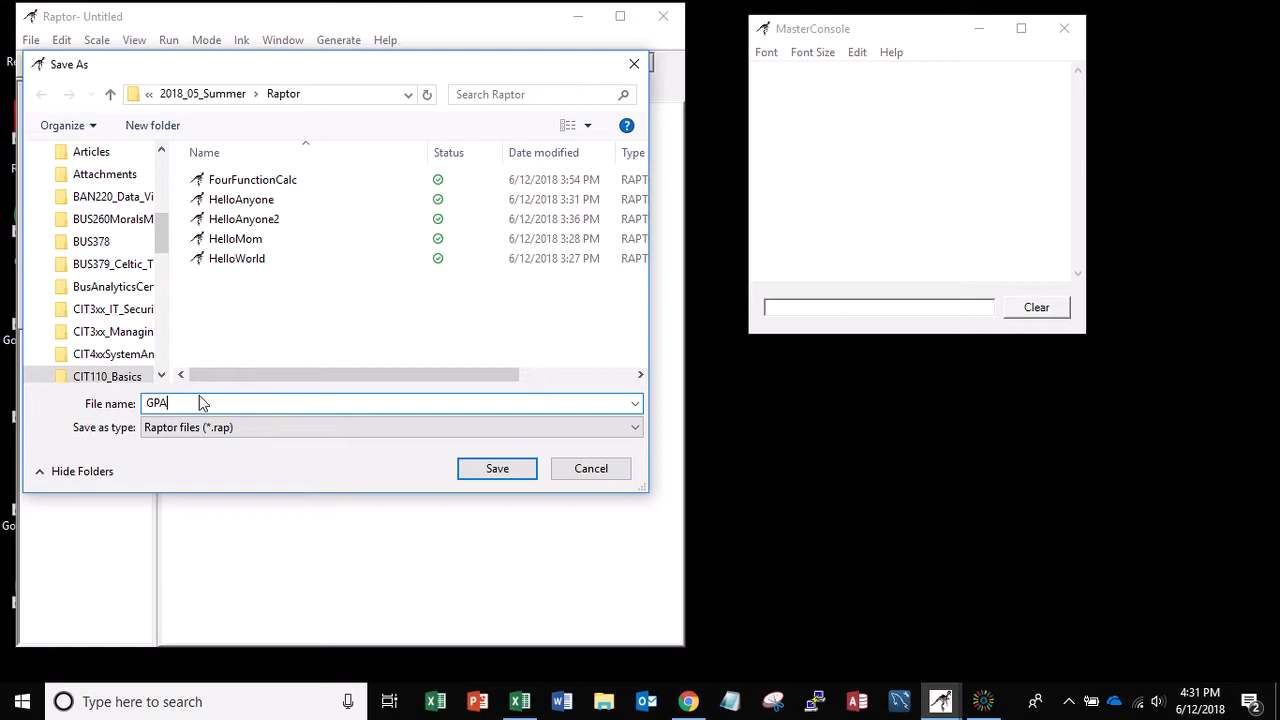 Raptor- Untitled
File Edit Scale View Run Mode Ink Window Generate Help
Save As
« 2018_05_Summer > Raptor
Search Raptor
Organize
New folder
Articles
Attachments
BAN220_Data_Vi
BUS260MoralsM
BUS378
BUS379_Celtic_T
BusAnalyticsCer
CIT3xx_IT_Securi
CIT3xx_Managin
CIT4xxSystemAn
CIT110_Basics
Name Status Date modified Type
FourFunctionCalc 6/12/2018 3:54 PM RAPT
HelloAnyone 6/12/2018 3:31 PM RAPT
HelloAnyone2 6/12/2018 3:36 PM RAPT
HelloMom 6/12/2018 3:28 PM RAPT
HelloWorld 6/12/2018 3:27 PM RAPT
File name: GPA
Save as type: Raptor files (*.rap)
Hide Folders
Save
Cancel
MasterConsole
Font Font Size Edit Help
Clear
Go
Go
Type here to search
4:31 PM
6/12/2018
2